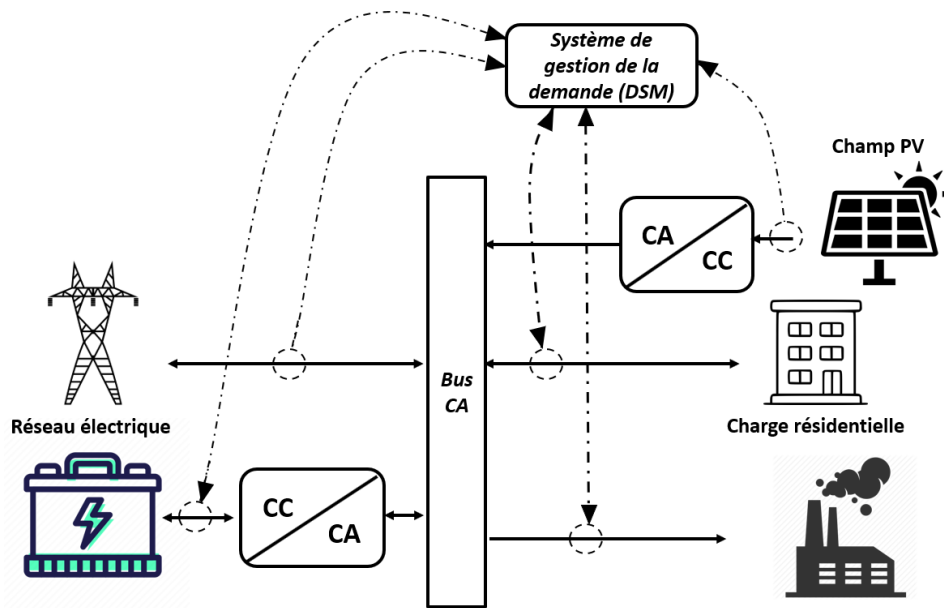 Système de
gestion de la
demande (DSM)
Champ PV
CA
CC
Bus
CA
Réseau électrique
Charge résidentielle
CC
CA